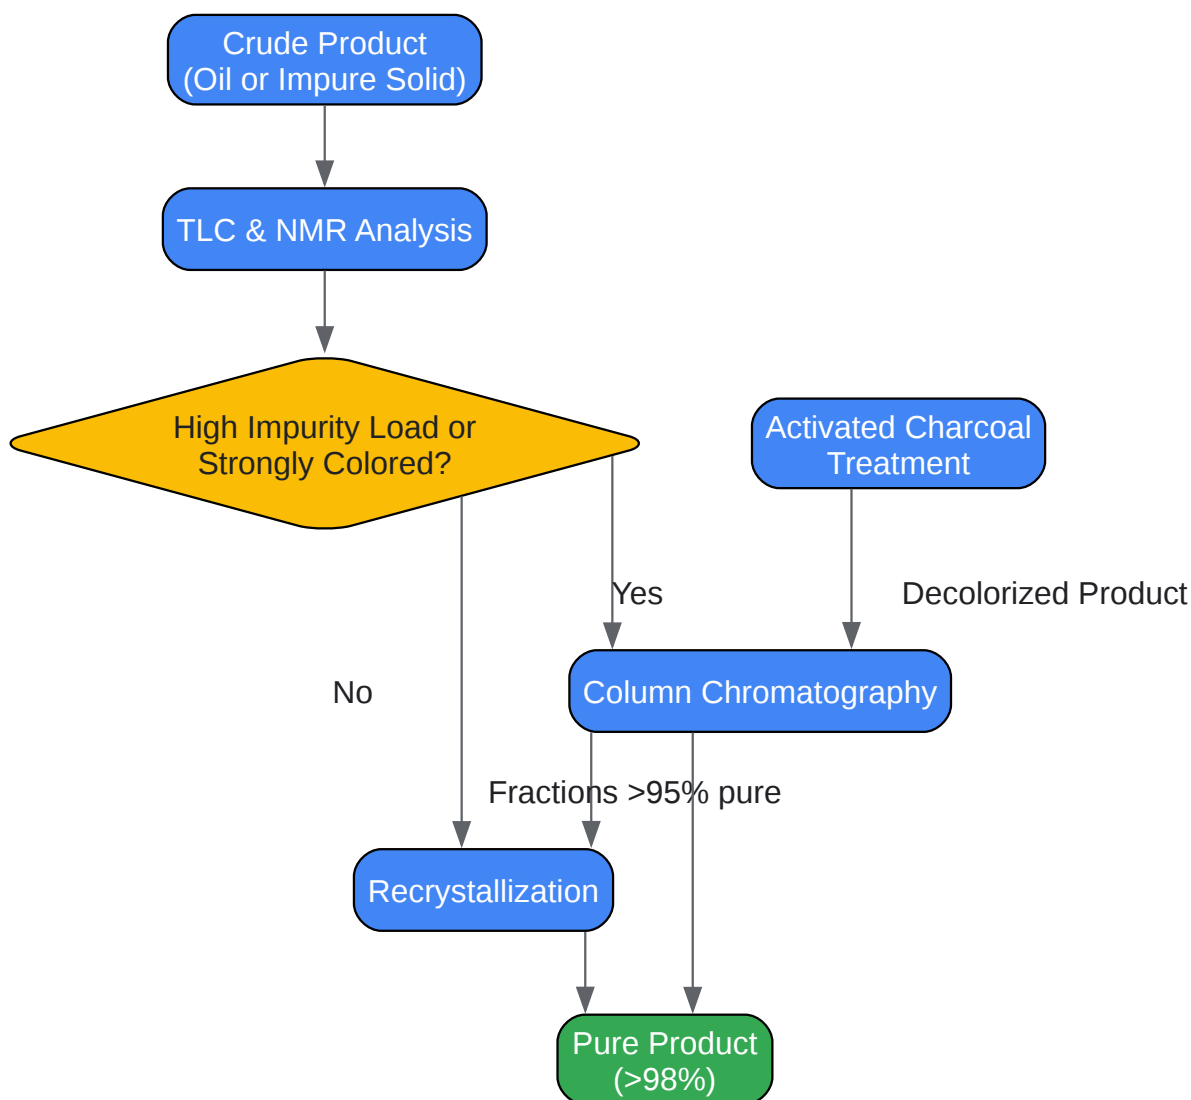 Crude Product
(Oil or Impure Solid)
TLC & NMR Analysis
High Impurity Load or
Strongly Colored?
Activated Charcoal
Treatment
Yes
Decolorized Product
No
Column Chromatography
Fractions >95% pure
Recrystallization
Pure Product
(>98%)